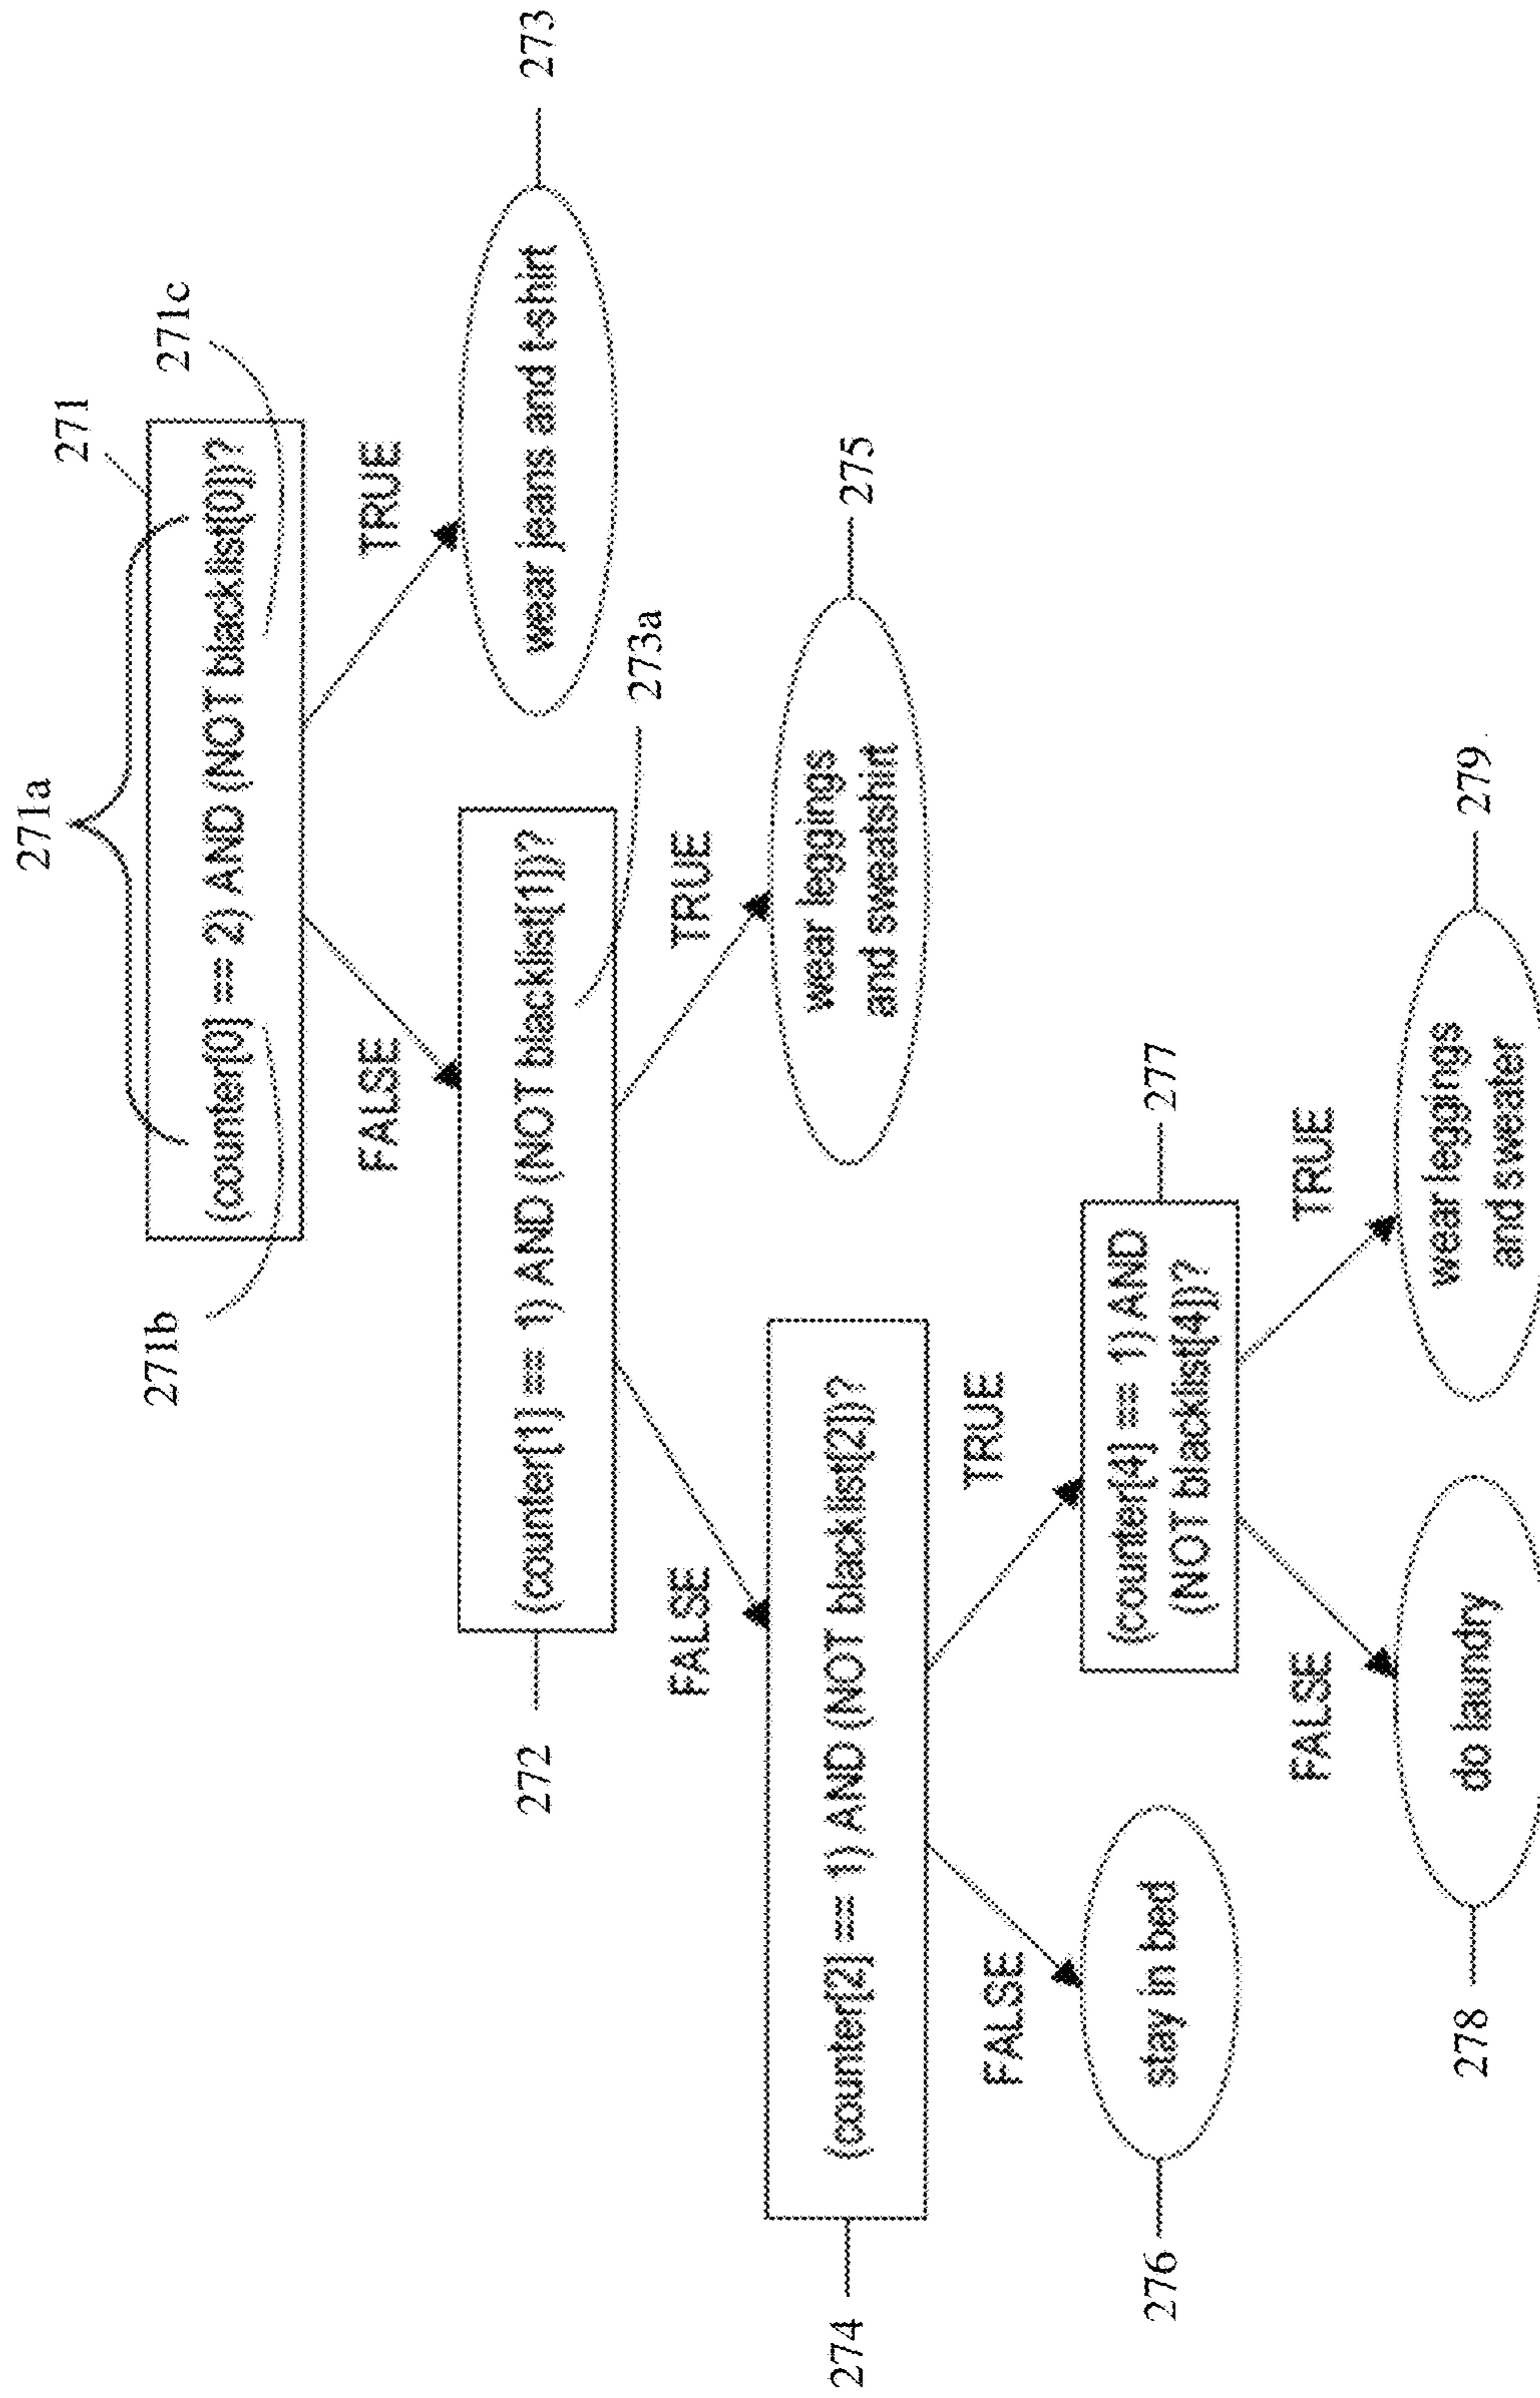 271a
271
271b
271c
(counter[0] == 2) AND (NOT blacklist[0])?
FALSE
TRUE
272
(counter[1] == 1) AND (NOT blacklist[1])?
273a
wear jeans and t-shirt
273
FALSE
TRUE
274
(counter[2] == 1) AND (NOT blacklist[2])?
wear leggings
and sweatshirt
275
FALSE
TRUE
276
stay in bed
(counter[4] == 1) AND
(NOT blacklist[4])?
277
FALSE
TRUE
278
do laundry
wear leggings
and sweater
279